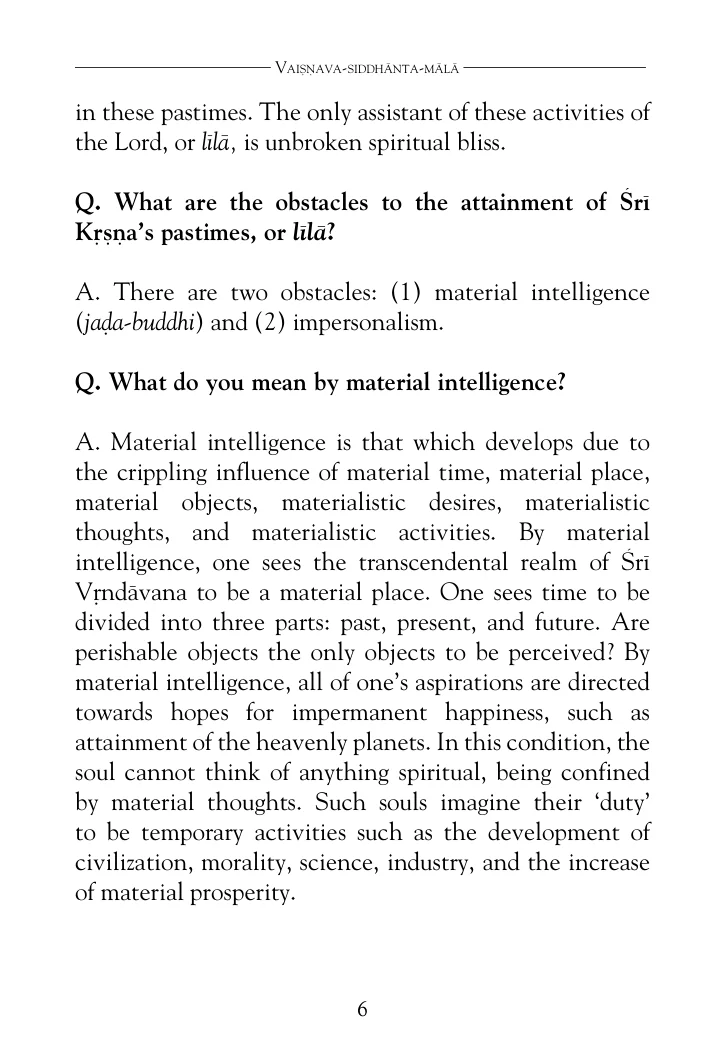 Vaiṣṇava-siddhānta-mālā
in these pastimes. The only assistant of these activities of
the Lord, or līlā, is unbroken spiritual bliss.
Q. What are the obstacles to the attainment of Śrī
Kṛṣṇa’s pastimes, or līlā?
A. There are two obstacles: (1) material intelligence
(jaḍa-buddhi) and (2) impersonalism.
Q. What do you mean by material intelligence?
A. Material intelligence is that which develops due to
the crippling influence of material time, material place,
material objects, materialistic desires, materialistic
thoughts, and materialistic activities. By material
intelligence, one sees the transcendental realm of Śrī
Vṛndāvana to be a material place. One sees time to be
divided into three parts: past, present, and future. Are
perishable objects the only objects to be perceived? By
material intelligence, all of one’s aspirations are directed
towards hopes for impermanent happiness, such as
attainment of the heavenly planets. In this condition, the
soul cannot think of anything spiritual, being confined
by material thoughts. Such souls imagine their ‘duty’
to be temporary activities such as the development of
civilization, morality, science, industry, and the increase
of material prosperity.
6